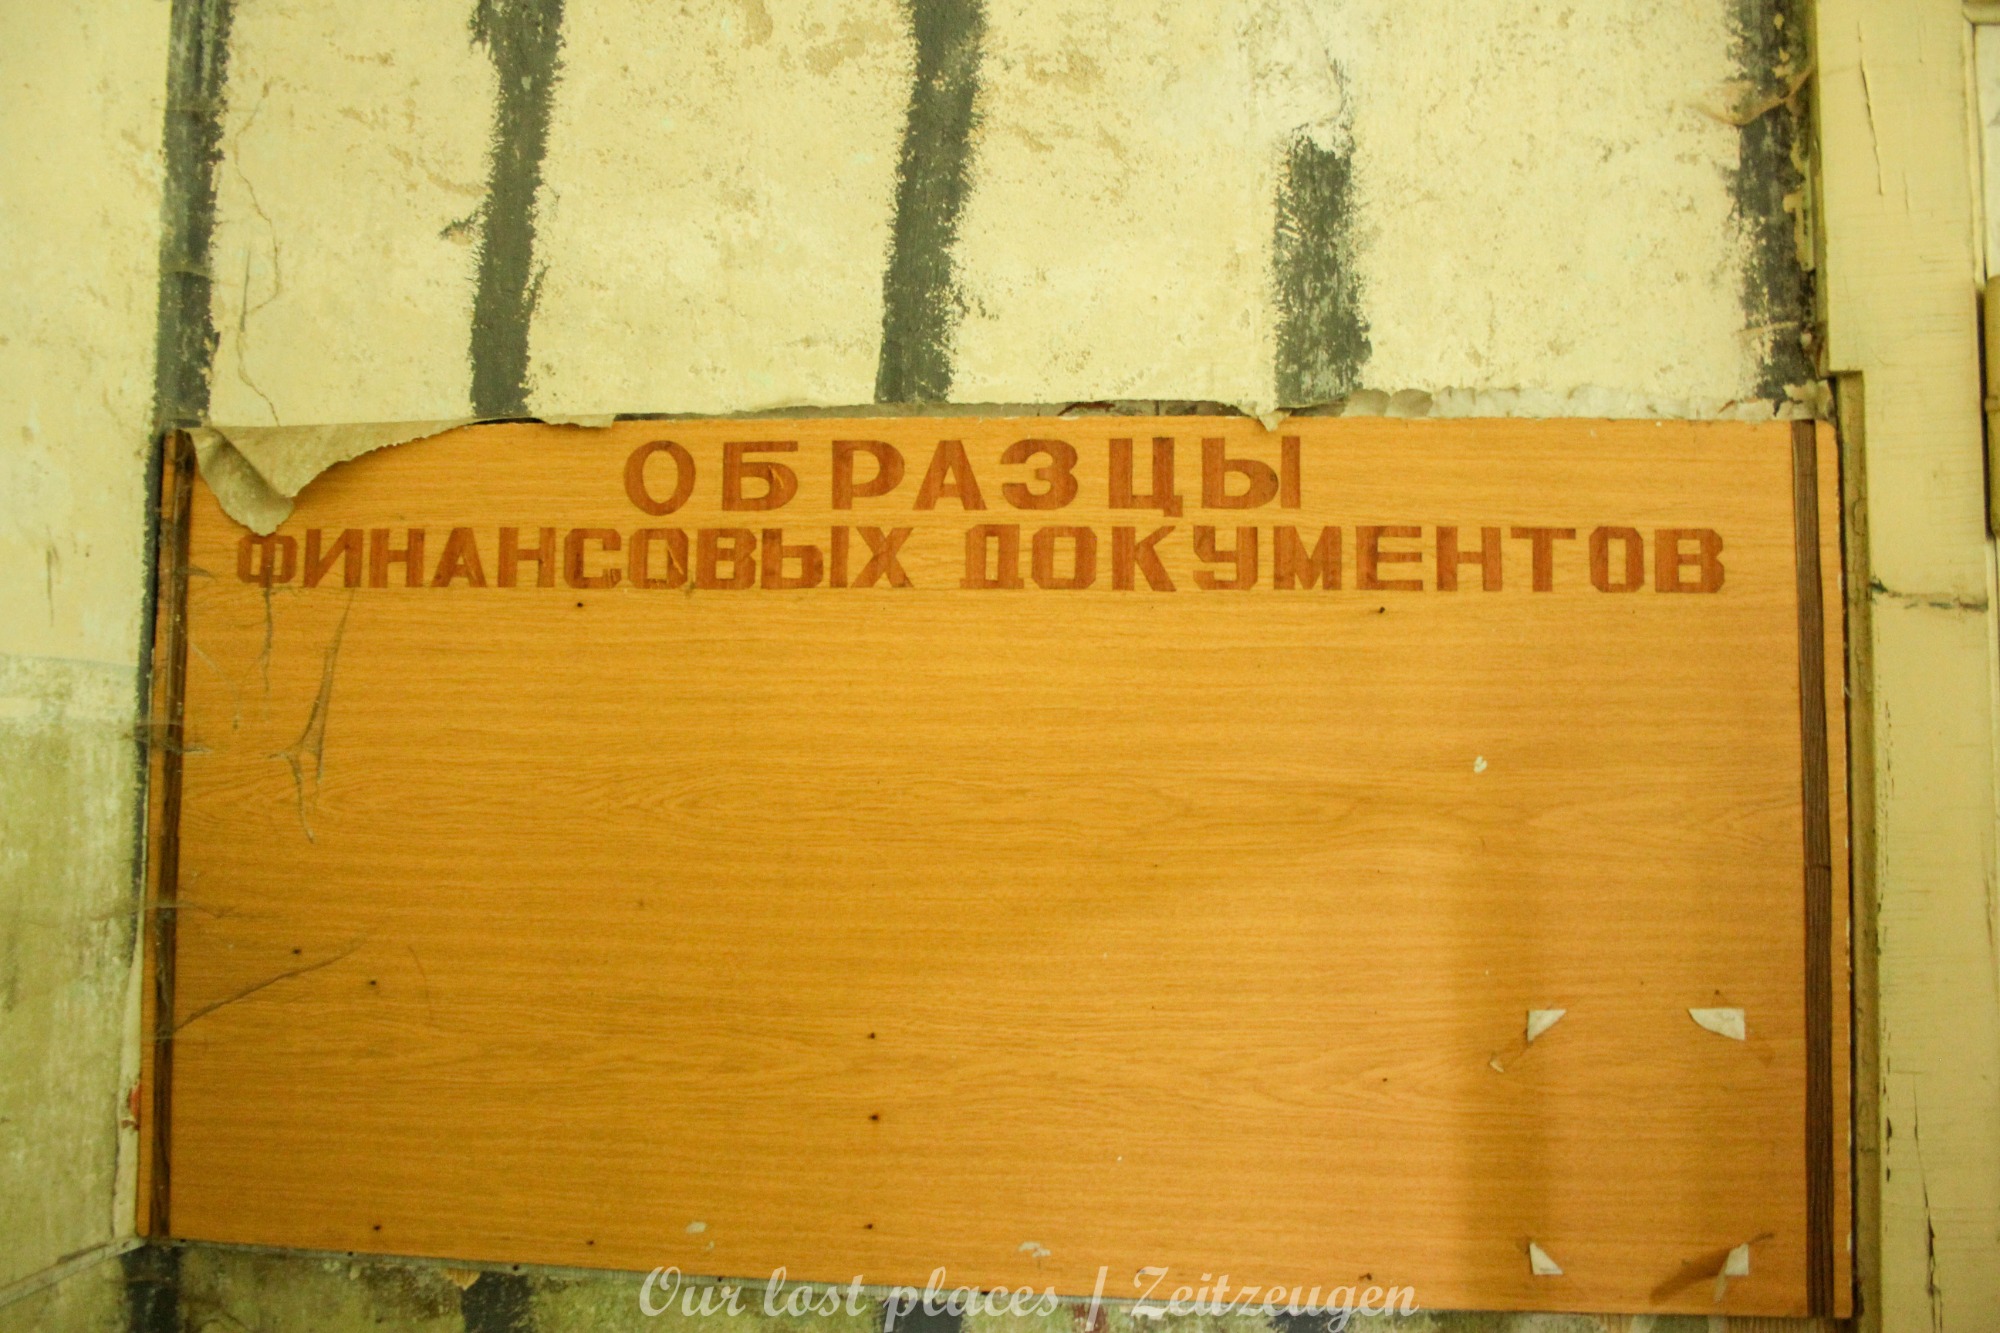 ОБРАЗЦЫ
ФИНАНСОВЫХ ДОКУМЕНТОВ
Our lost places | Zeitzeugen